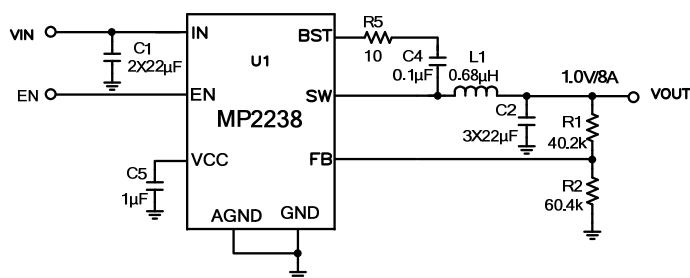 VIN
IN
C1
2X22µF
EN
EN
U1
MP2238
VCC
C5
1µF
AGND
GND
BST
R5
10
C4
0.1µF
L1
0.68µH
SW
1.0V/8A
VOUT
C2
3X22µF
R1
40.2k
FB
R2
60.4k